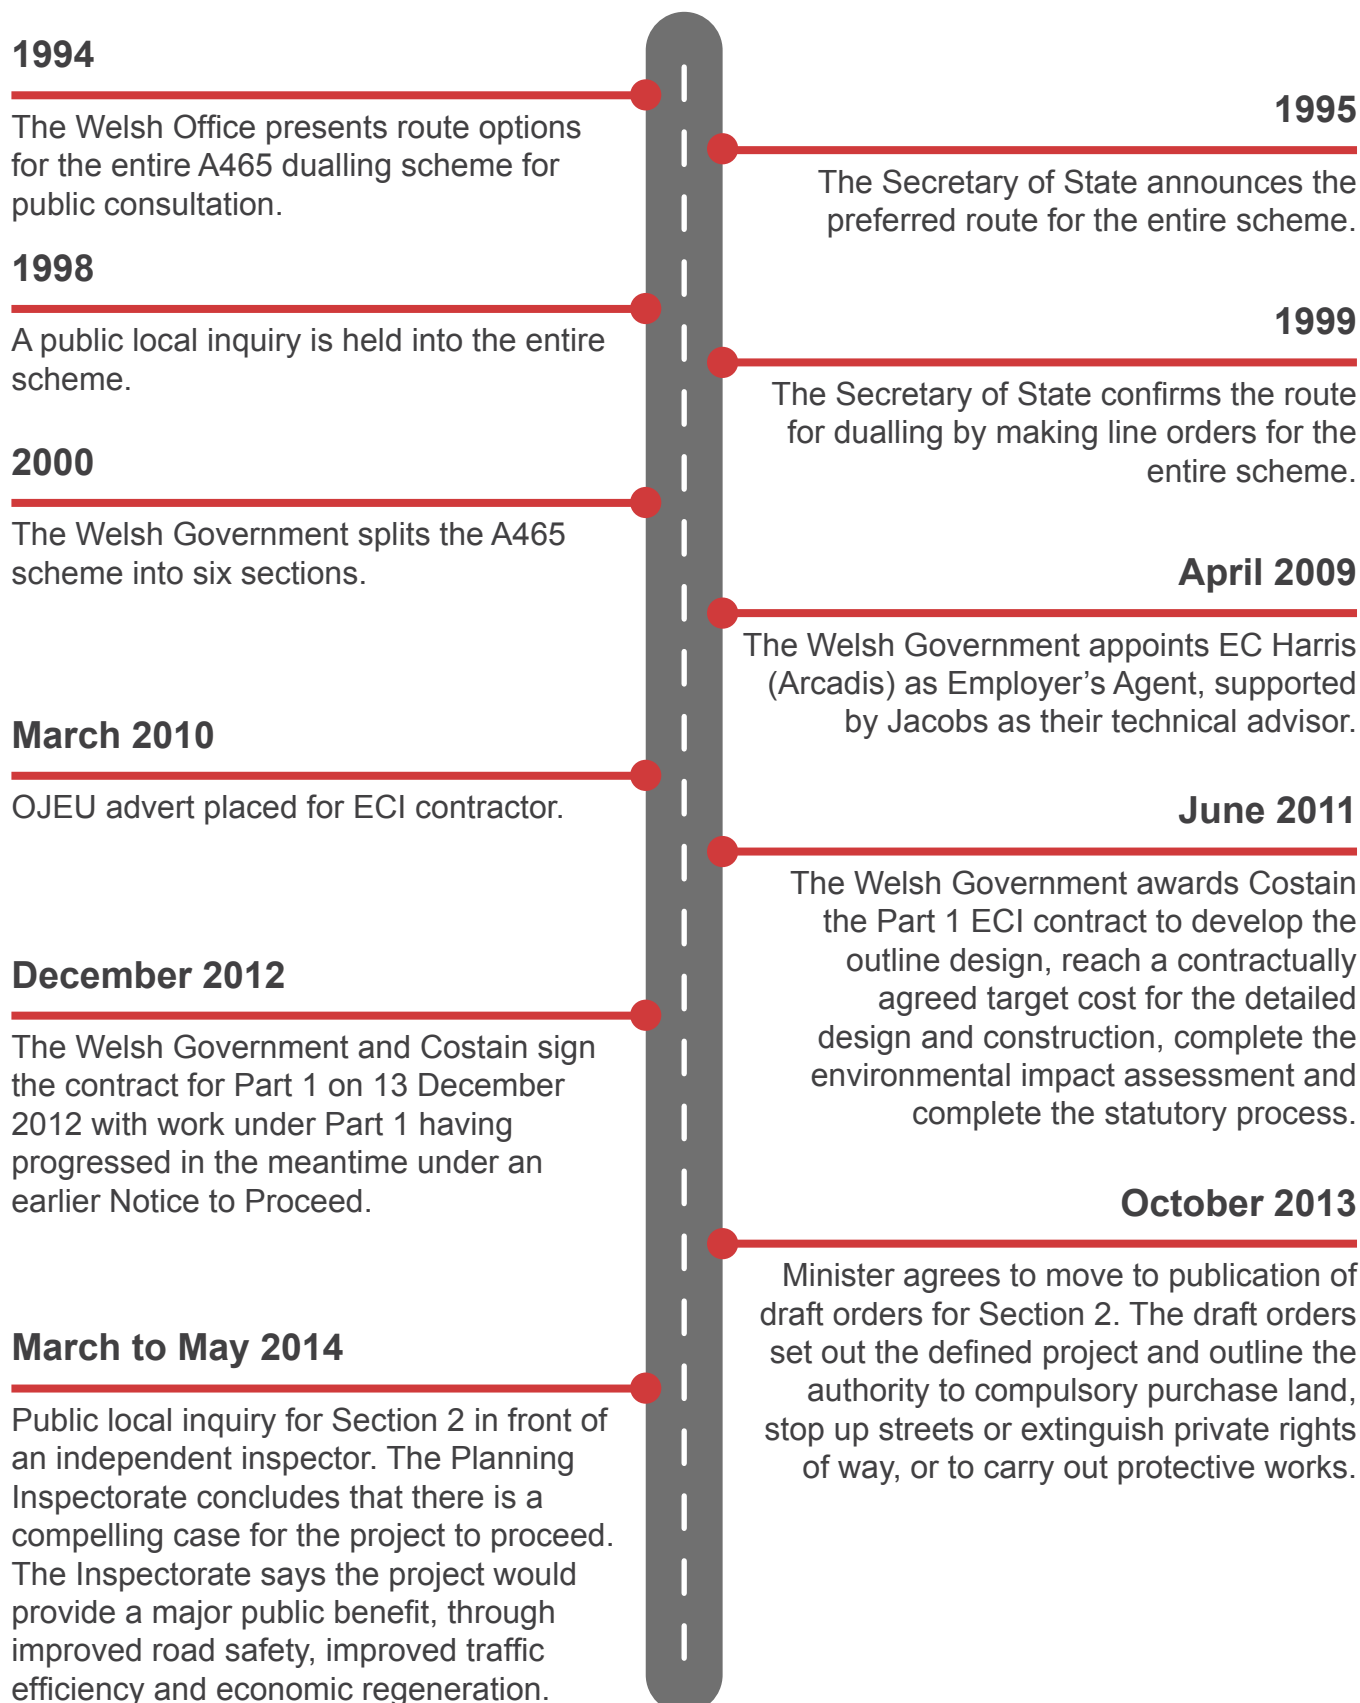 1994
The Welsh Office presents route options
for the entire A465 dualling scheme for
public consultation.
1995
The Secretary of State announces the
preferred route for the entire scheme.
1998
A public local inquiry is held into the entire
scheme.
1999
The Secretary of State confirms the route
for dualling by making line orders for the
entire scheme.
2000
The Welsh Government splits the A465
scheme into six sections.
April 2009
The Welsh Government appoints EC Harris
(Arcadis) as Employer’s Agent, supported
by Jacobs as their technical advisor.
March 2010
OJEU advert placed for ECI contractor.
June 2011
The Welsh Government awards Costain
the Part 1 ECI contract to develop the
outline design, reach a contractually
agreed target cost for the detailed
design and construction, complete the
environmental impact assessment and
complete the statutory process.
December 2012
The Welsh Government and Costain sign
the contract for Part 1 on 13 December
2012 with work under Part 1 having
progressed in the meantime under an
earlier Notice to Proceed.
October 2013
Minister agrees to move to publication of
draft orders for Section 2. The draft orders
set out the defined project and outline the
authority to compulsory purchase land,
stop up streets or extinguish private rights
of way, or to carry out protective works.
March to May 2014
Public local inquiry for Section 2 in front of
an independent inspector. The Planning
Inspectorate concludes that there is a
compelling case for the project to proceed.
The Inspectorate says the project would
provide a major public benefit, through
improved road safety, improved traffic
efficiency and economic regeneration.